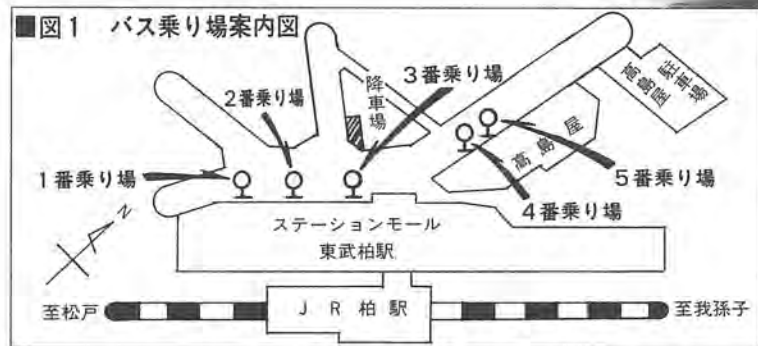 ■図1 バス乗り場案内図
1番乗り場
2番乗り場
降車場
3番乗り場
高島屋
駐車場
高島屋
4番乗り場
5番乗り場
N
ステーションモール
東武柏駅
至松戸
JR柏駅
至我孫子